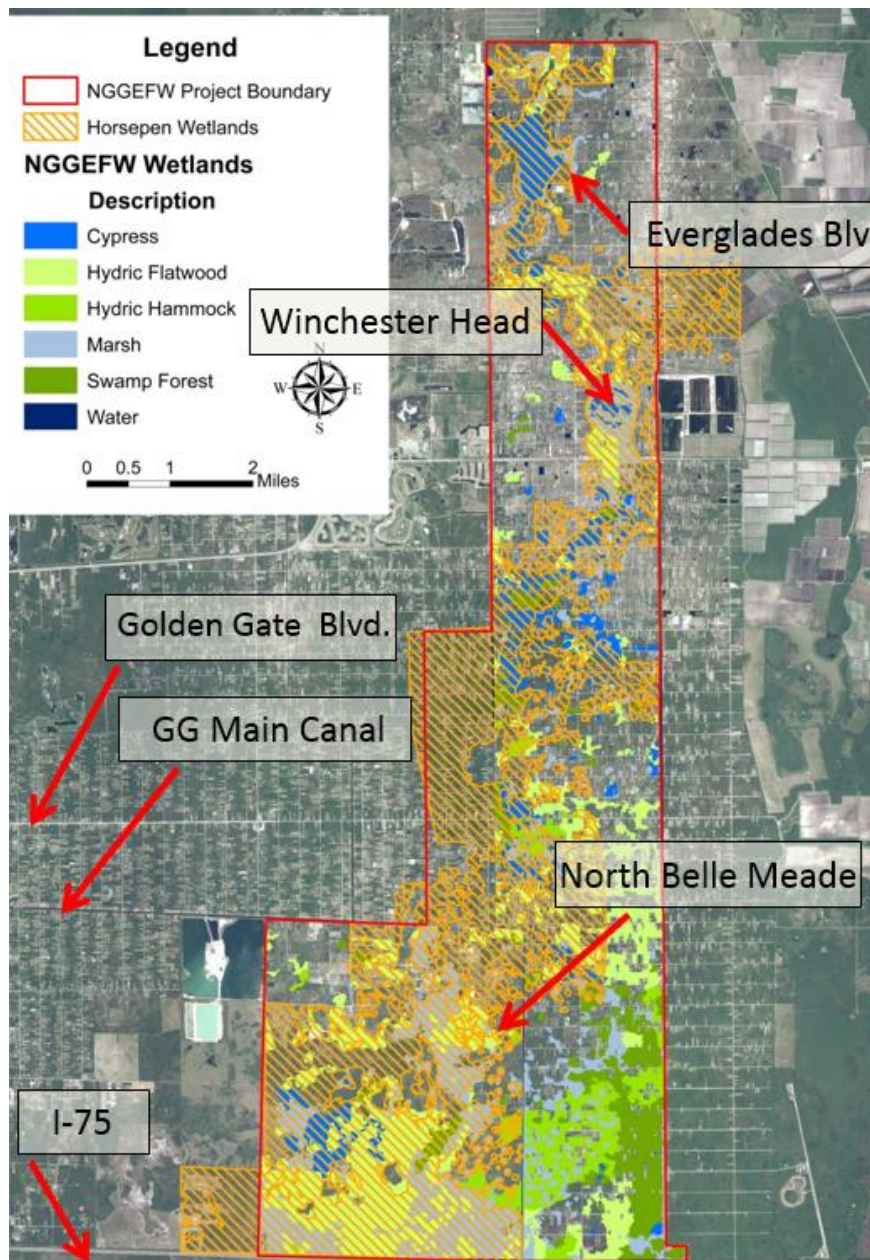 Legend
NGGEFW Project Boundary
Horsepen Wetlands
NGGEFW Wetlands
Description
Cypress
Hydric Flatwood
Hydric Hammock
Marsh
Swamp Forest
Water
N
W E
S
0 0.5 1 2
Miles
Everglades Blv
Winchester Head
Golden Gate Blvd.
GG Main Canal
North Belle Meade
I-75